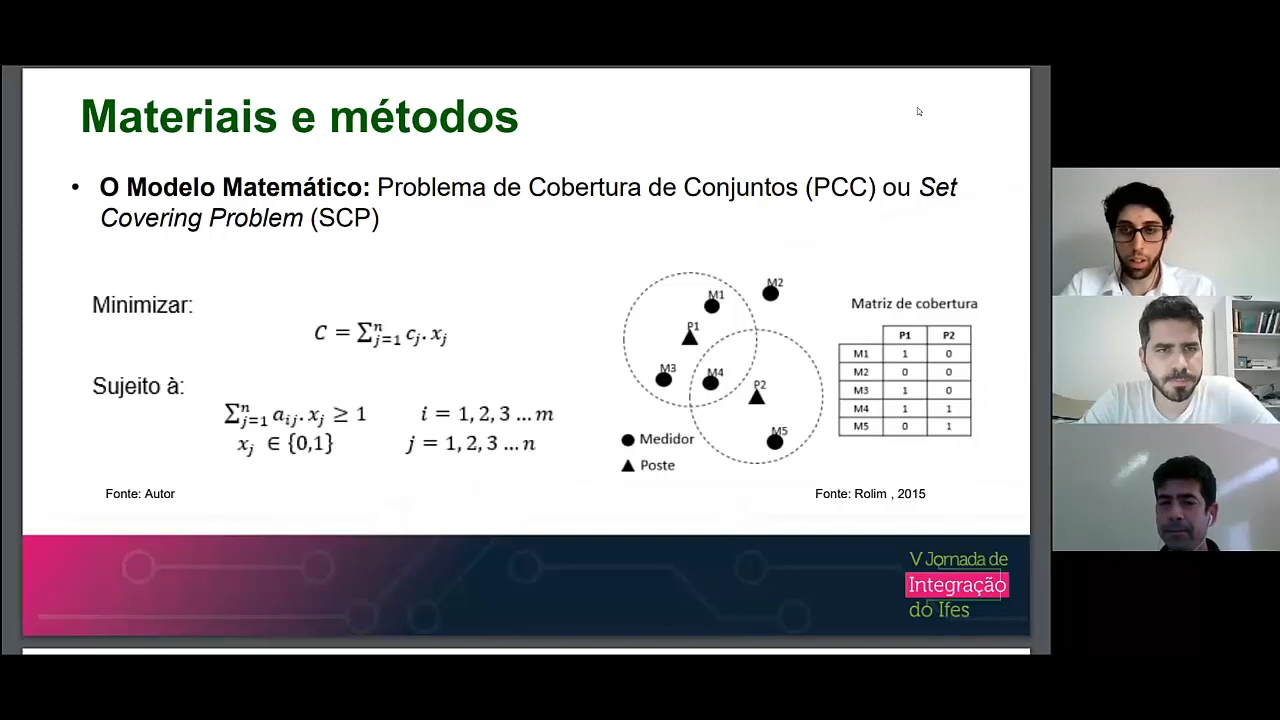 Materiais e métodos
• O Modelo Matemático: Problema de Cobertura de Conjuntos (PCC) ou Set
Covering Problem (SCP)
Minimizar:
C = ∑ⁿⱼ₌₁ cⱼ. xⱼ
Sujeito à:
∑ⁿⱼ₌₁ aᵢⱼ. xⱼ ≥ 1 i = 1, 2, 3 … m
xⱼ ∈ {0,1} j = 1, 2, 3 … n
Fonte: Autor
M1
M2
P1
M3
M4
P2
M5
Medidor
Poste
Matriz de cobertura
P1 P2
M1 1 0
M2 0 0
M3 1 0
M4 1 1
M5 0 1
Fonte: Rolim , 2015
V Jornada de
Integração
do Ifes